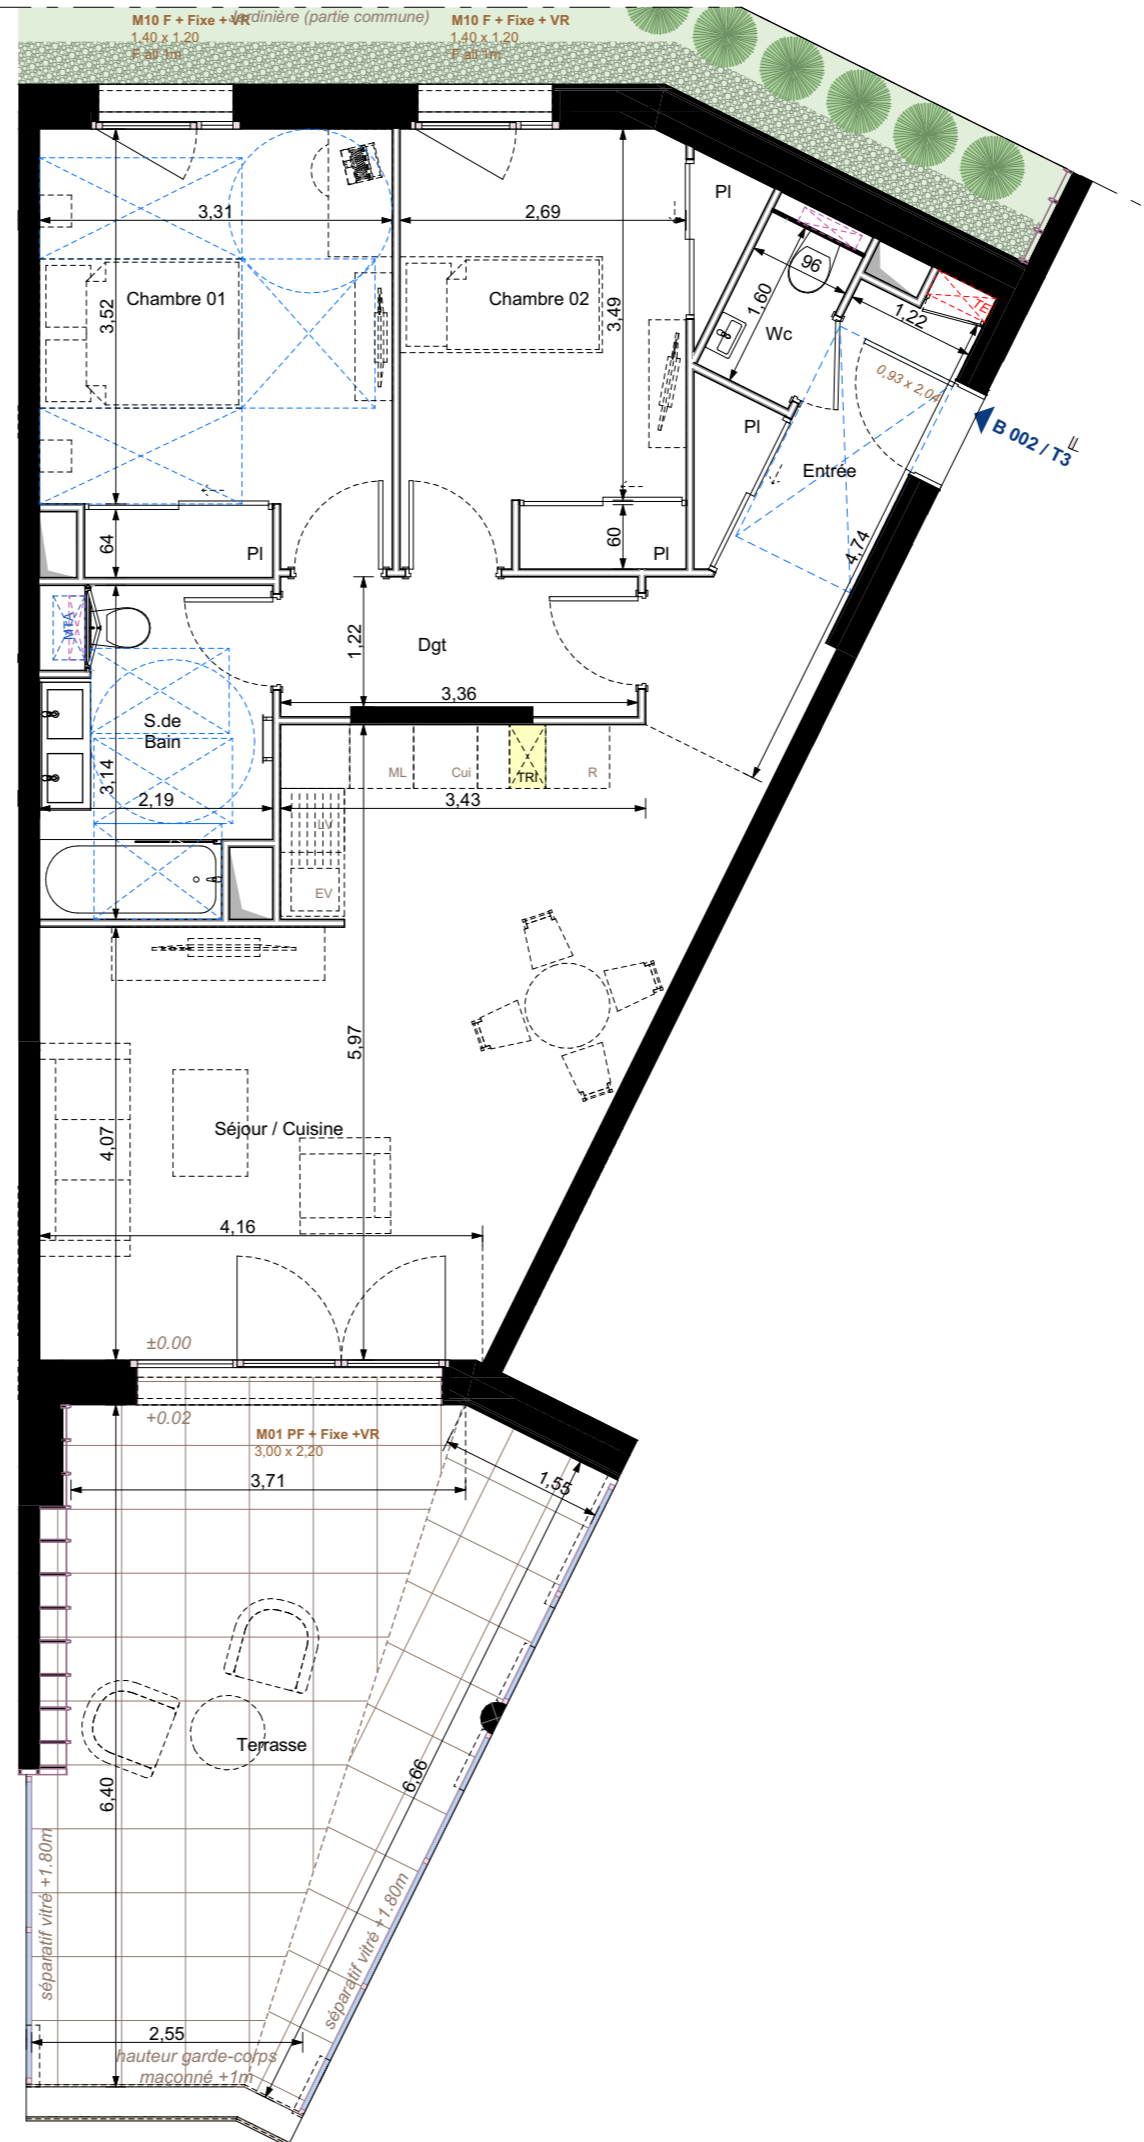 Jardinière (partie commune)
M10 F + Fixe + VR
1,40 x 1,20
F all 1m
M10 F + Fixe + VR
1,40 x 1,20
F all 1m
Pl
3,31
2,69
96
Chambre 01
Chambre 02
3,52
3,49
1,60
Wc
1,22
TE
0,93 x 2,04
B 002 / T3
Pl
Entrée
64
Pl
60
Pl
4,74
MTA
1,22
Dgt
3,36
S.de
Bain
3,14
2,19
ML
Cui
TRI
R
3,43
LV
EV
5,97
4,07
Séjour / Cuisine
4,16
±0.00
+0.02
M01 PF + Fixe +VR
3,00 x 2,20
3,71
1,55
Terrasse
6,40
6,66
séparatif vitré +1.80m
séparatif vitré +1.80m
2,55
hauteur garde-corps
maçonné +1m